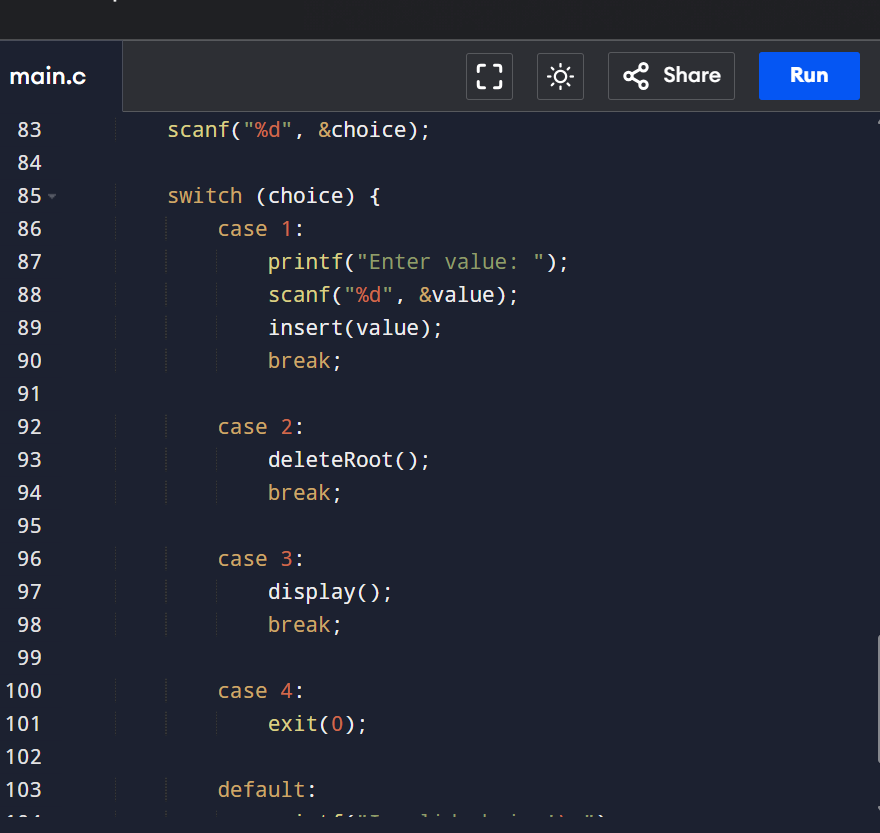 main.c
Share
Run
83 scanf("%d", &choice);
84
85 switch (choice) {
86 case 1:
87 printf("Enter value: ");
88 scanf("%d", &value);
89 insert(value);
90 break;
91
92 case 2:
93 deleteRoot();
94 break;
95
96 case 3:
97 display();
98 break;
99
100 case 4:
101 exit(0);
102
103 default: